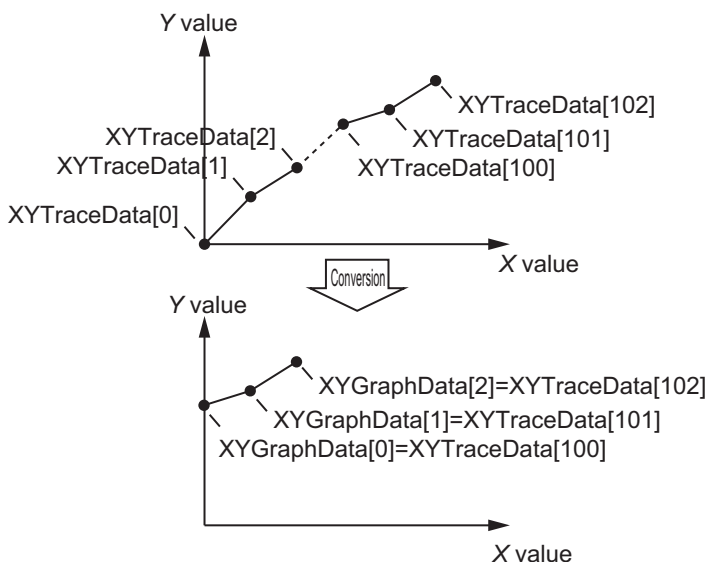 Y value
XYTraceData[102]
XYTraceData[2]
XYTraceData[101]
XYTraceData[1]
XYTraceData[100]
XYTraceData[0]
X value
Conversion
Y value
XYGraphData[2]=XYTraceData[102]
XYGraphData[1]=XYTraceData[101]
XYGraphData[0]=XYTraceData[100]
X value